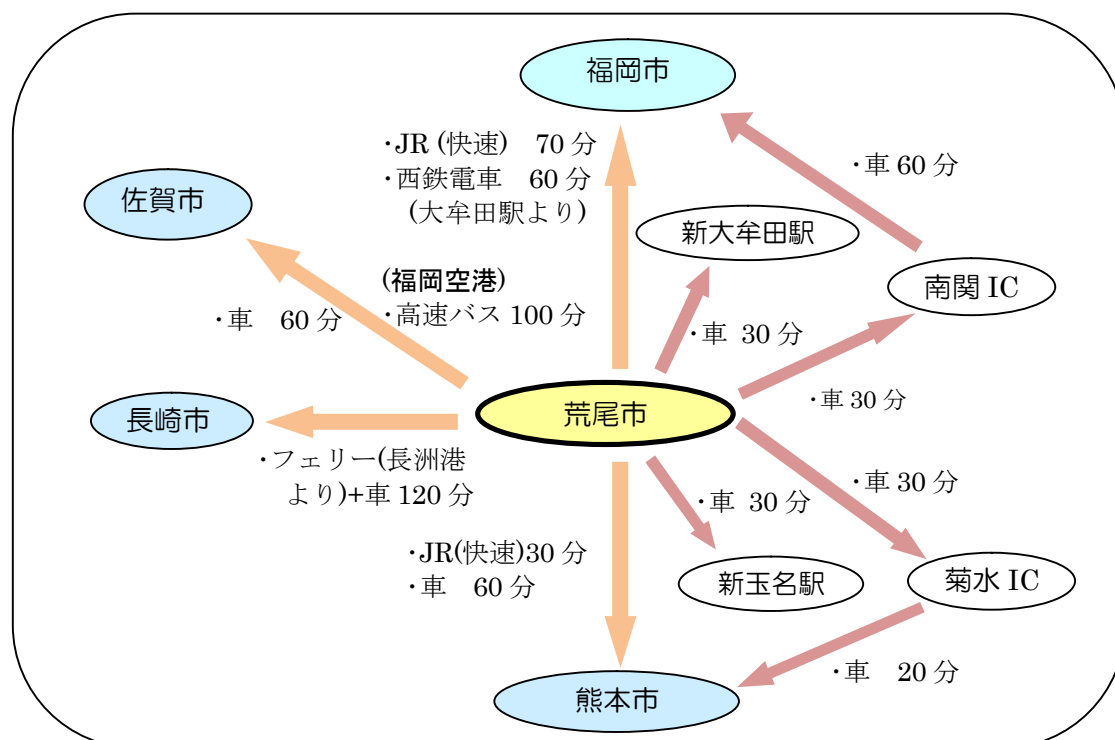 福岡市
・JR (快速)　70 分
・西鉄電車　60 分
(大牟田駅より)
・車 60 分
佐賀市
新大牟田駅
(福岡空港)
・高速バス 100 分
南関 IC
・車　60 分
・車 30 分
長崎市
荒尾市
・車 30 分
・フェリー(長洲港
より)+車 120 分
・車 30 分
・車 30 分
・JR(快速)30 分
・車　60 分
新玉名駅
菊水 IC
・車　20 分
熊本市